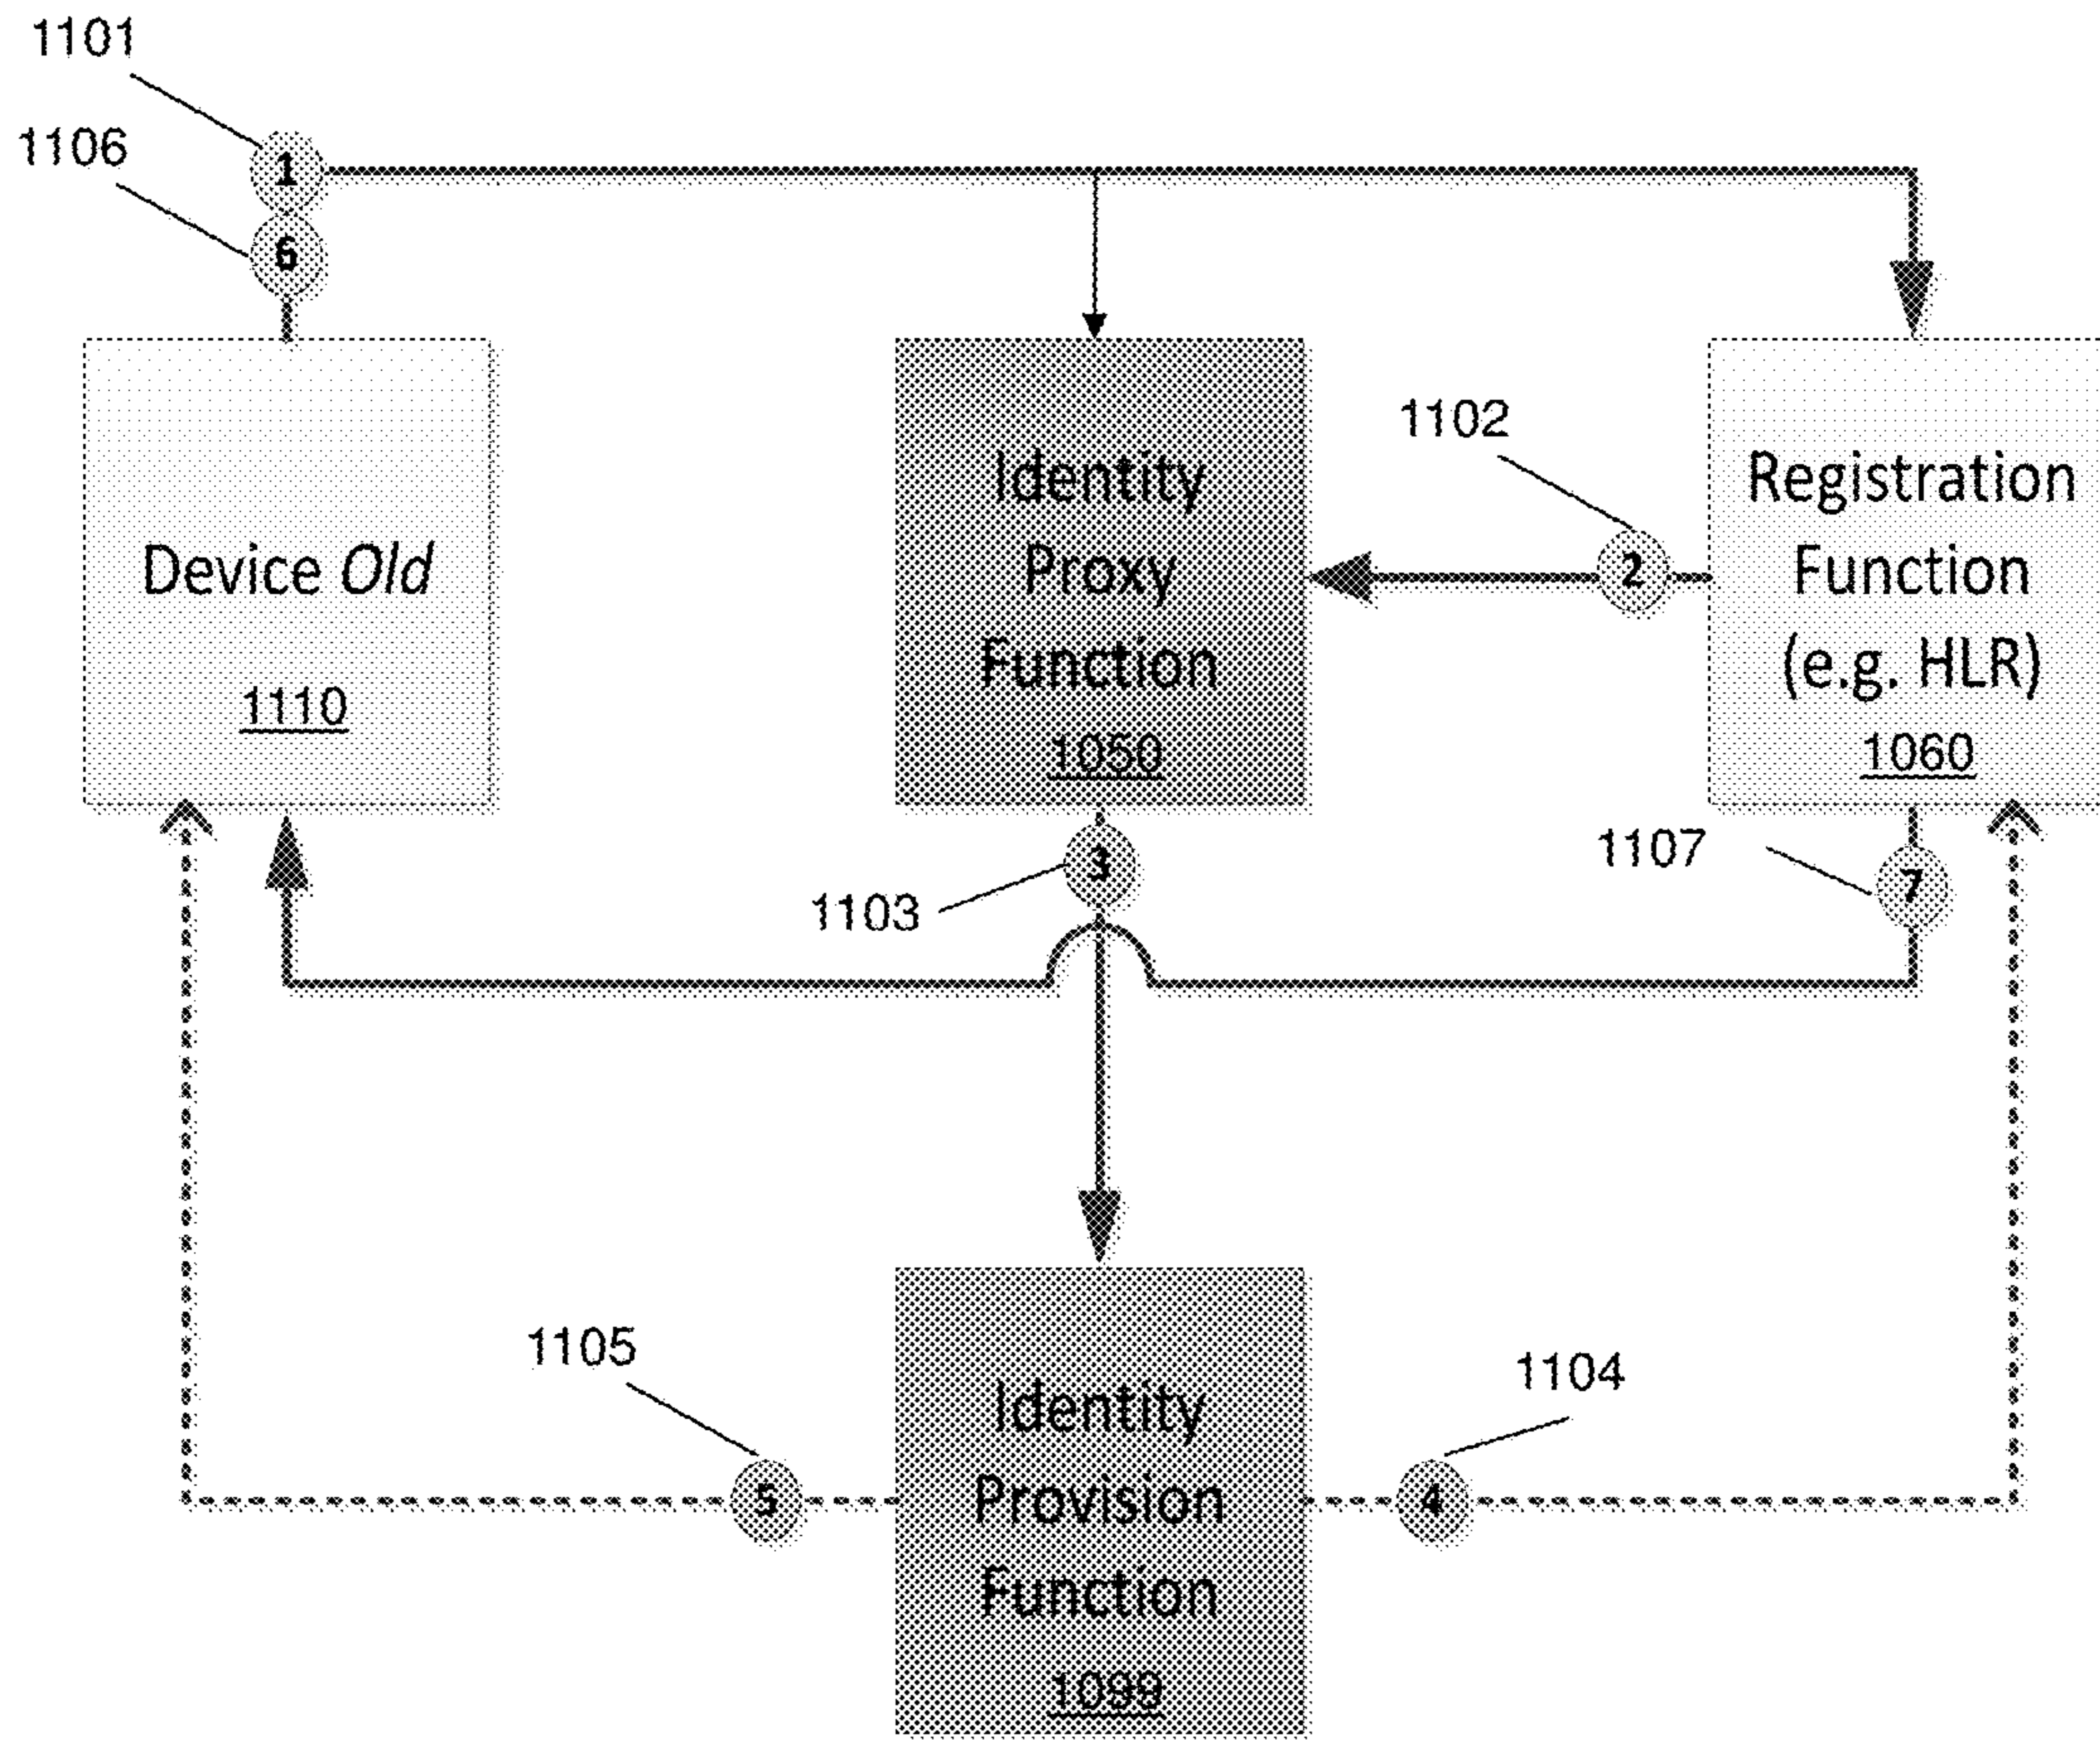 1101
1
1106
6
Device Old
1110
Identity
Proxy
Function
1050
1102
2
Registration
Function
(e.g. HLR)
1060
3
1103
1107
7
1105
5
Identity
Provision
Function
1099
1104
4